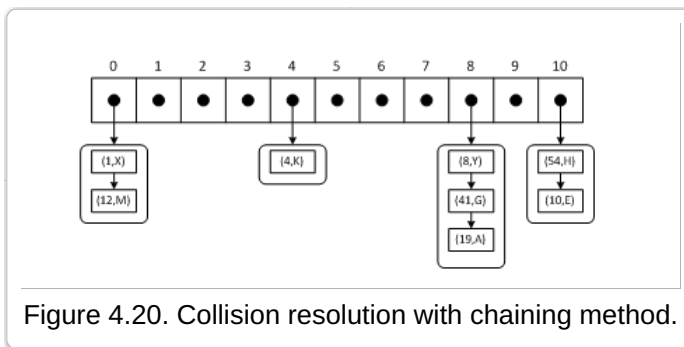 0 1 2 3 4 5 6 7 8 9 10
{1,X} {4,K} {8,Y} {54,H}
{12,M} {41,G} {10,E}
{19,A}
Figure 4.20. Collision resolution with chaining method.